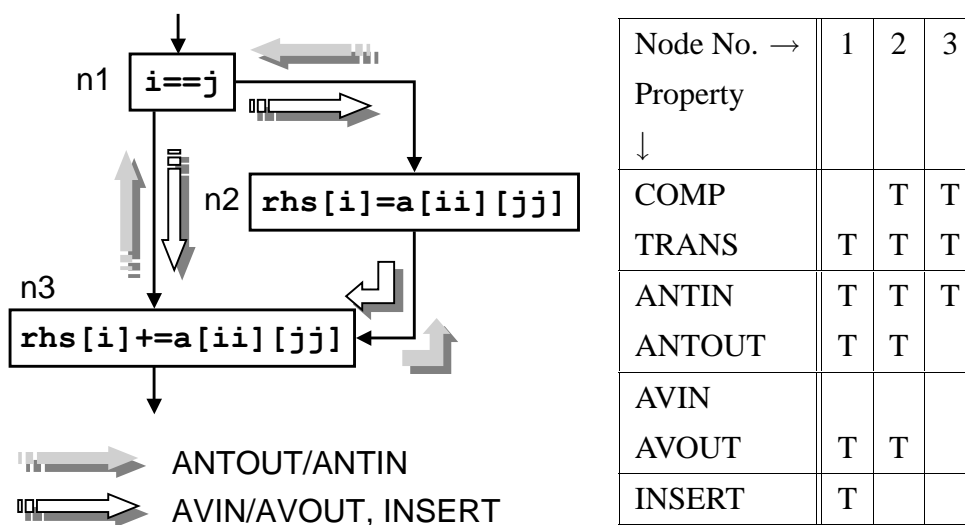 n1
i==j
n2
rhs[i]=a[ii][jj]
n3
rhs[i]+=a[ii][jj]
ANTOUT/ANTIN
AVIN/AVOUT, INSERT
Node No. → 1 2 3
Property
↓
COMP T T
TRANS T T T
ANTIN T T T
ANTOUT T T
AVIN
AVOUT T T
INSERT T